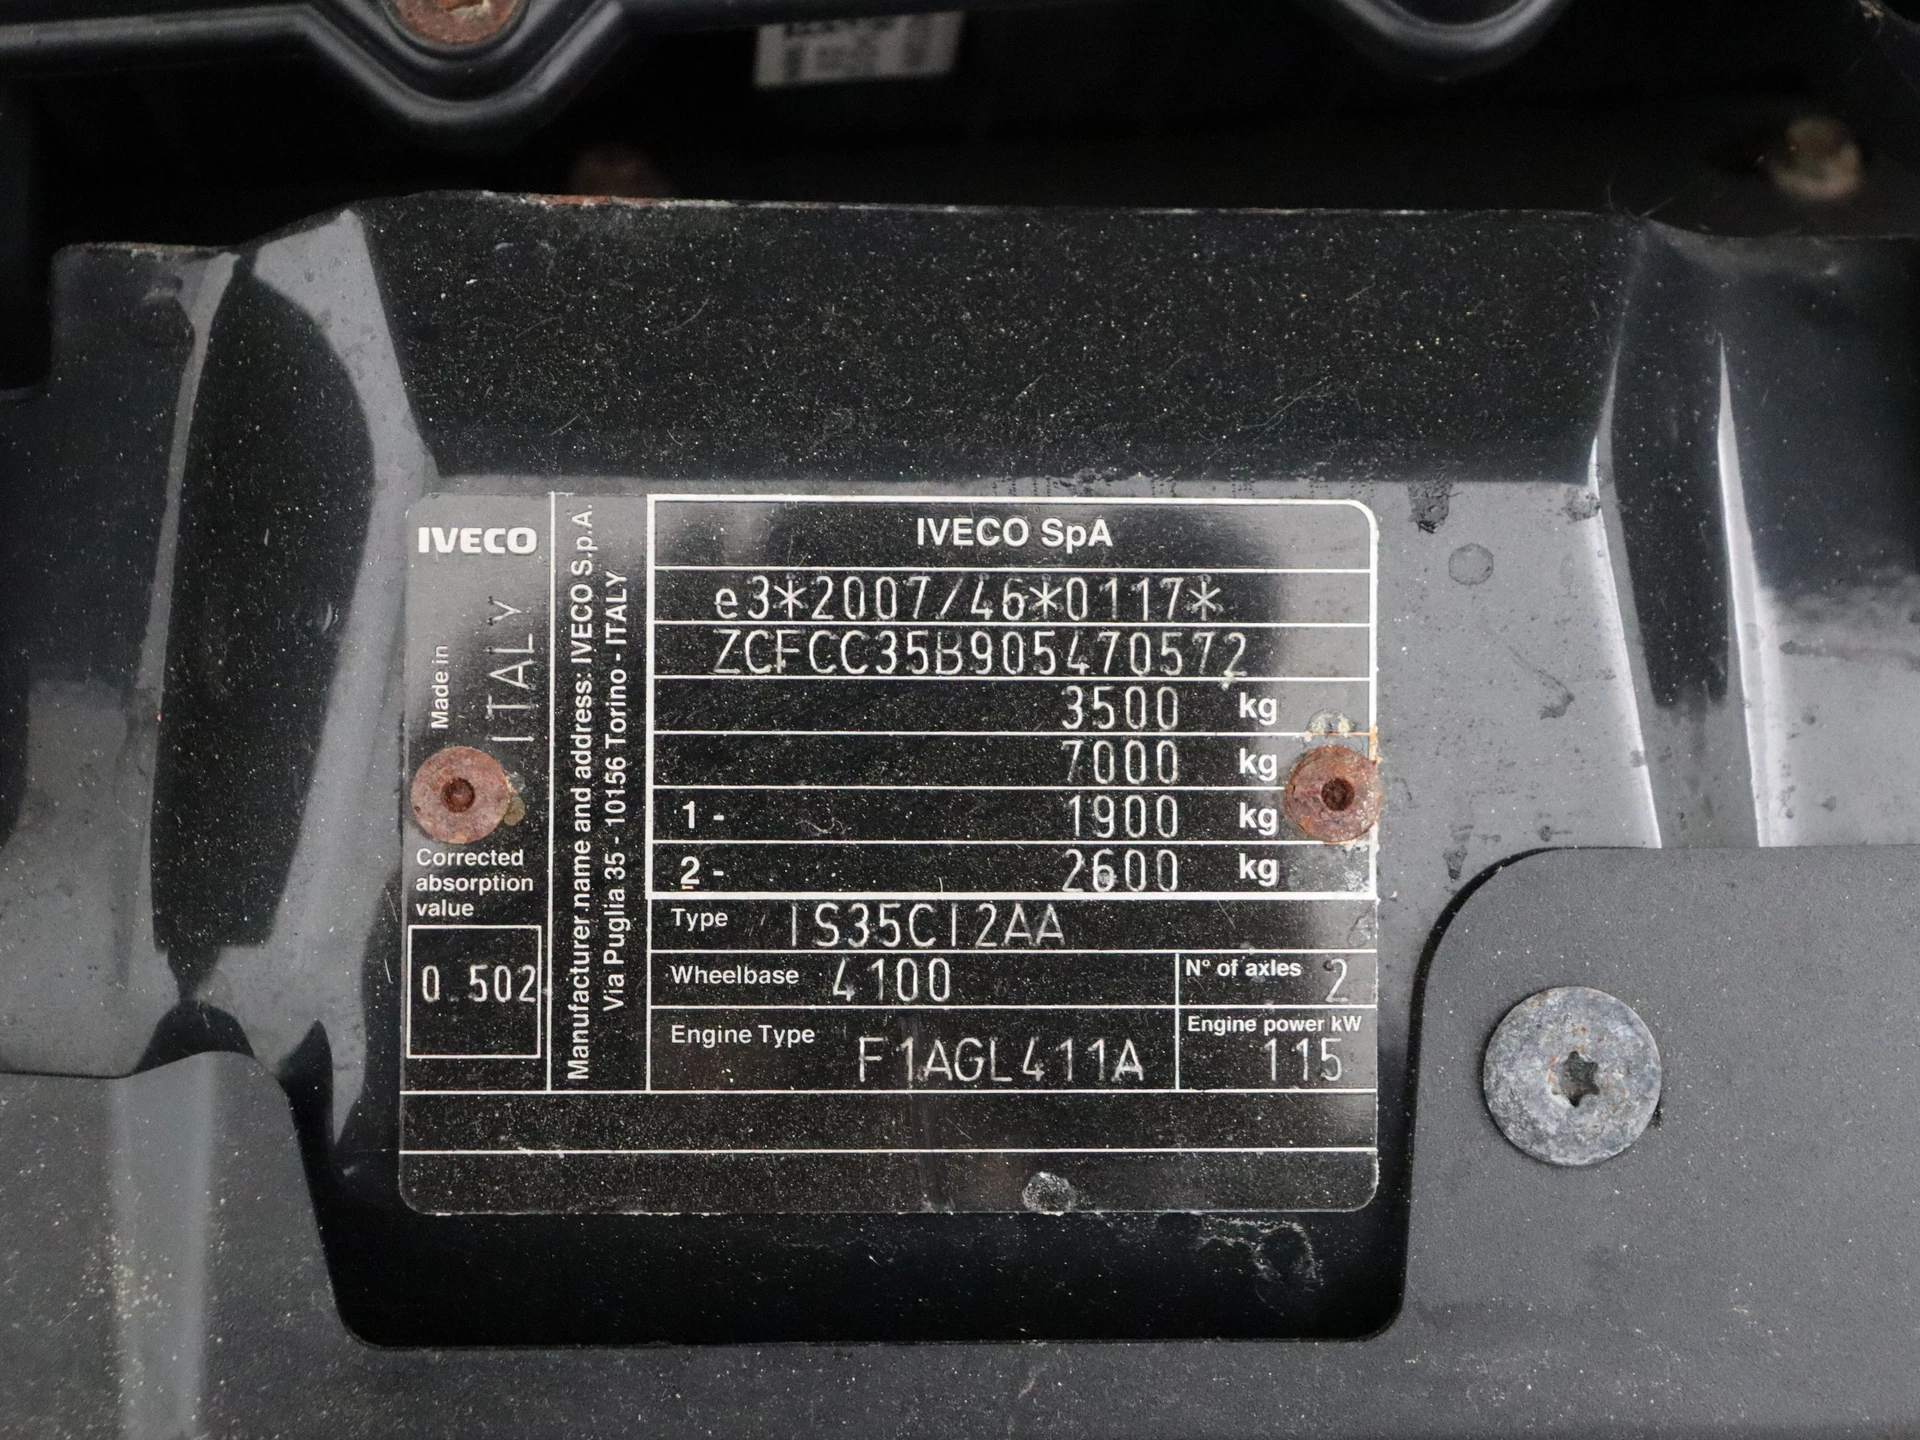 IVECO
Made in
ITALY
Corrected
absorption
value
0.502
Manufacturer name and address: IVECO S.p.A.
Via Puglia 35 - 10156 Torino - ITALY
IVECO SpA
e3*2007/46*0117*
ZCFCC35B905470572
3500 kg
7000 kg
1 - 1900 kg
2 - 2600 kg
Type IS35CI2AA
Wheelbase 4100 N° of axles 2
Engine Type F1AGL411A Engine power kW 115